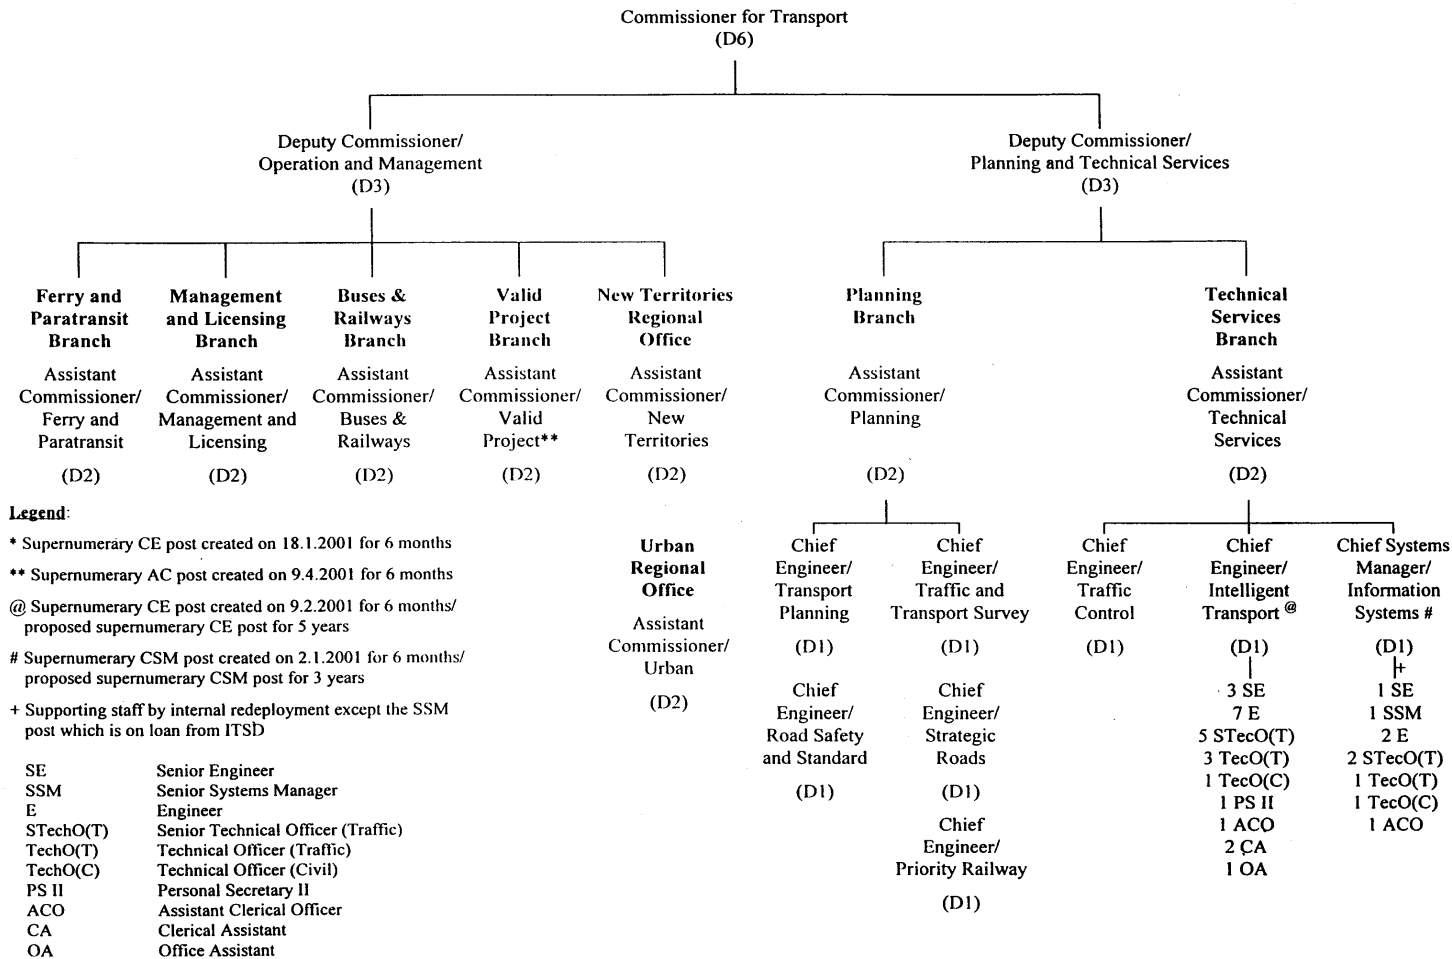 Commissioner for Transport
(D6)
Deputy Commissioner/
Operation and Management
(D3)
Deputy Commissioner/
Planning and Technical Services
(D3)
Ferry and
Paratransit
Branch
Assistant
Commissioner/
Ferry and
Paratransit
(D2)
Management
and Licensing
Branch
Assistant
Commissioner/
Management and
Licensing
(D2)
Buses &
Railways
Branch
Assistant
Commissioner/
Buses &
Railways
(D2)
Valid
Project
Branch
Assistant
Commissioner/
Valid
Project**
(D2)
New Territories
Regional
Office
Assistant
Commissioner/
New
Territories
(D2)
Urban
Regional
Office
Assistant
Commissioner/
Urban
(D2)
Planning
Branch
Assistant
Commissioner/
Planning
(D2)
Chief
Engineer/
Transport
Planning
(D1)
Chief
Engineer/
Road Safety
and Standard
(D1)
Chief
Engineer/
Traffic and
Transport Survey
(D1)
Chief
Engineer/
Strategic
Roads
(D1)
Chief
Engineer/
Priority Railway
(D1)
Technical
Services
Branch
Assistant
Commissioner/
Technical
Services
(D2)
Chief
Engineer/
Traffic
Control
(D1)
Chief
Engineer/
Intelligent
Transport @
(D1)
3 SE
7 E
5 STecO(T)
3 TecO(T)
1 TecO(C)
1 PS II
1 ACO
2 CA
1 OA
Chief Systems
Manager/
Information
Systems #
(D1)
+
1 SE
1 SSM
2 E
2 STecO(T)
1 TecO(T)
1 TecO(C)
1 ACO
Legend:
* Supernumerary CE post created on 18.1.2001 for 6 months
** Supernumerary AC post created on 9.4.2001 for 6 months
@ Supernumerary CE post created on 9.2.2001 for 6 months/
proposed supernumerary CE post for 5 years
# Supernumerary CSM post created on 2.1.2001 for 6 months/
proposed supernumerary CSM post for 3 years
+ Supporting staff by internal redeployment except the SSM
post which is on loan from ITSD
SE Senior Engineer
SSM Senior Systems Manager
E Engineer
STechO(T) Senior Technical Officer (Traffic)
TechO(T) Technical Officer (Traffic)
TechO(C) Technical Officer (Civil)
PS II Personal Secretary II
ACO Assistant Clerical Officer
CA Clerical Assistant
OA Office Assistant